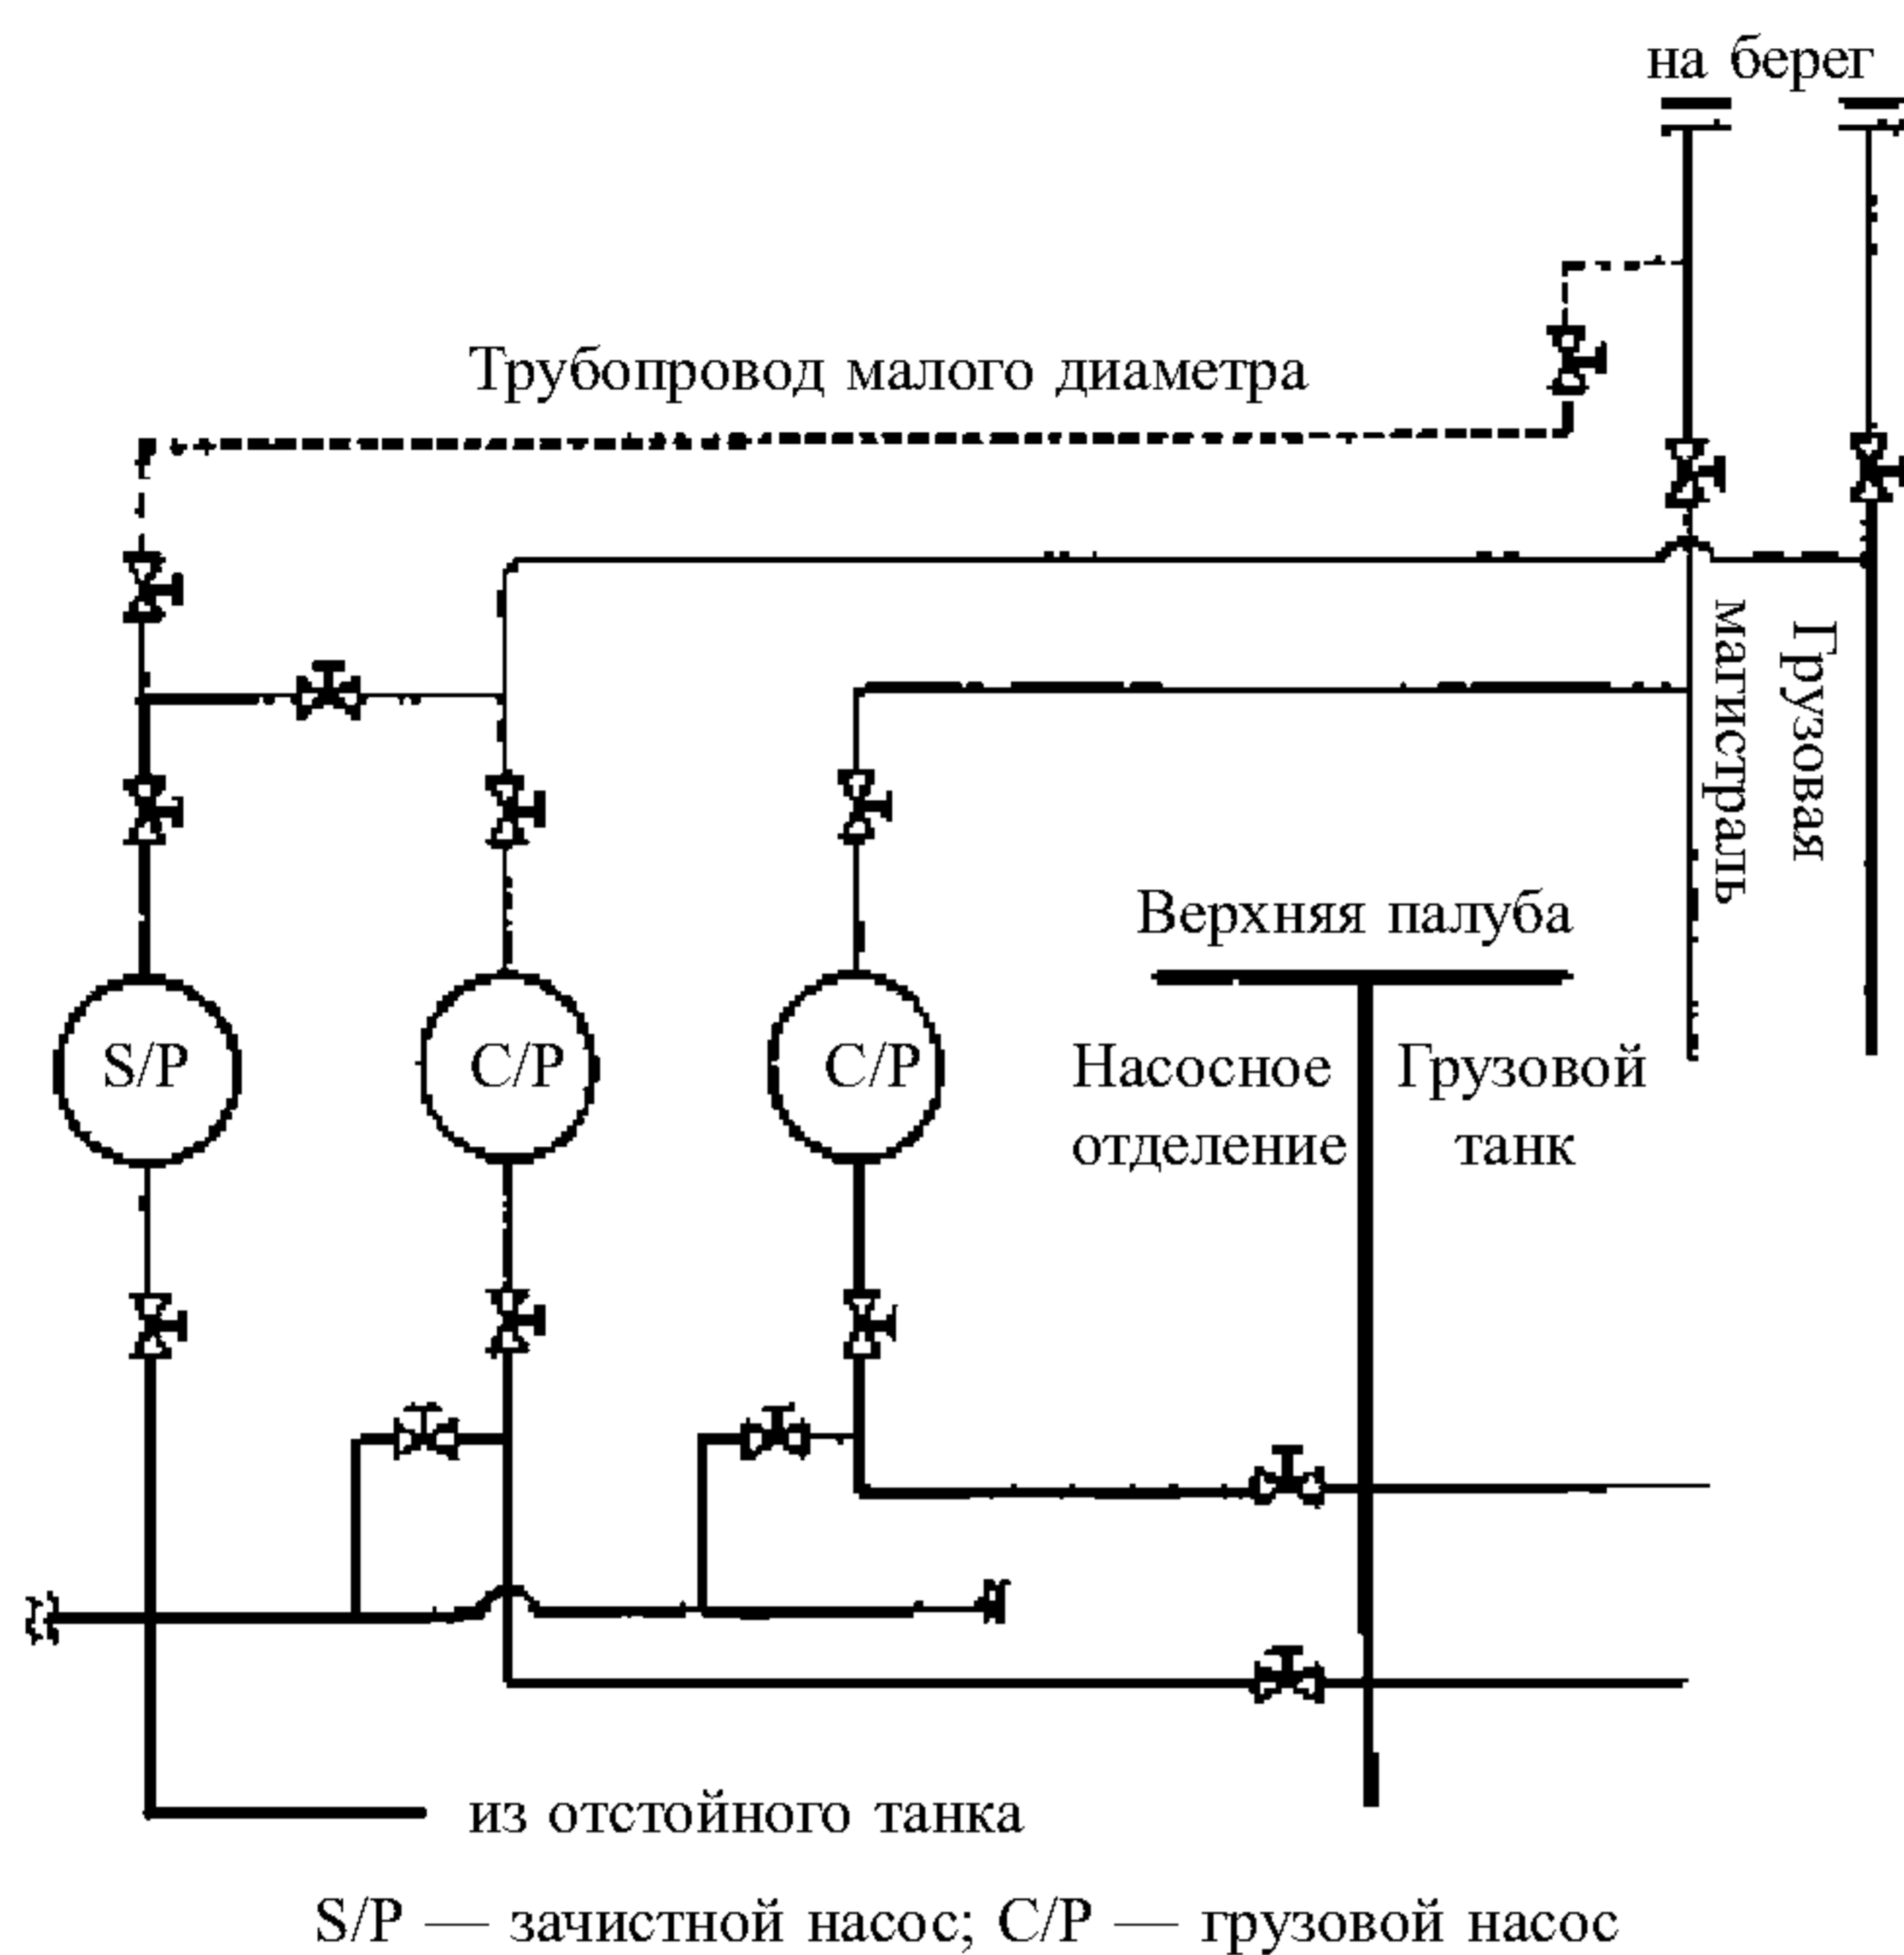 на берег
Трубопровод малого диаметра
Грузовая
магистраль
Верхняя палуба
S/P
C/P
C/P
Насосное
отделение
Грузовой
танк
из отстойного танка
S/P — зачистной насос; C/P — грузовой насос